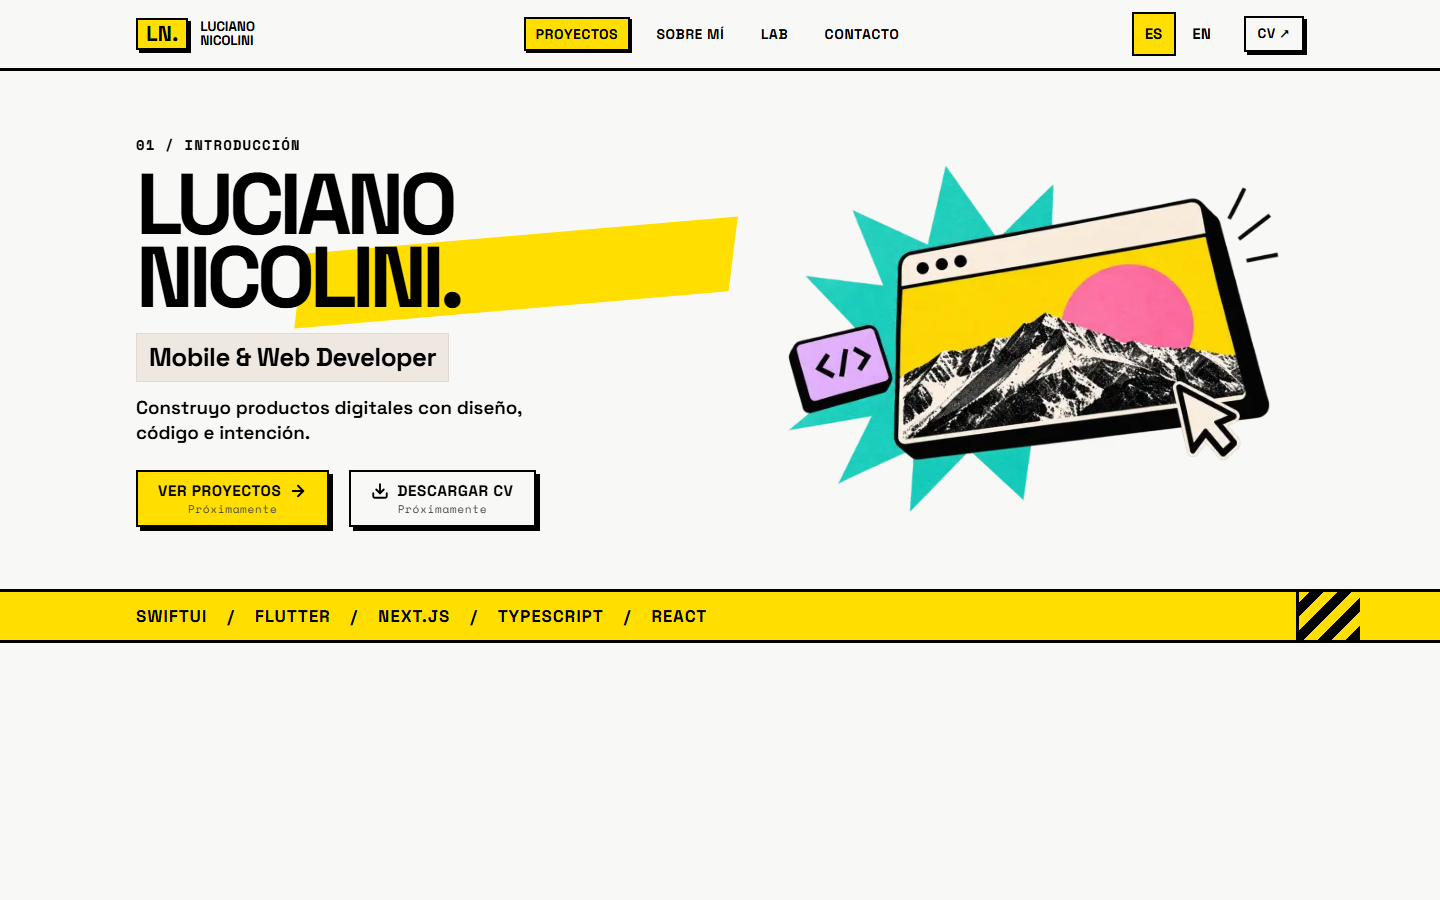 LN.
LUCIANO
NICOLINI
PROYECTOS
SOBRE MÍ
LAB
CONTACTO
ES
EN
CV ↗
01 / INTRODUCCIÓN
LUCIANO
NICOLINI.
Mobile & Web Developer
Construyo productos digitales con diseño,
código e intención.
VER PROYECTOS →
Próximamente
DESCARGAR CV
Próximamente
</>
SWIFTUI / FLUTTER / NEXT.JS / TYPESCRIPT / REACT